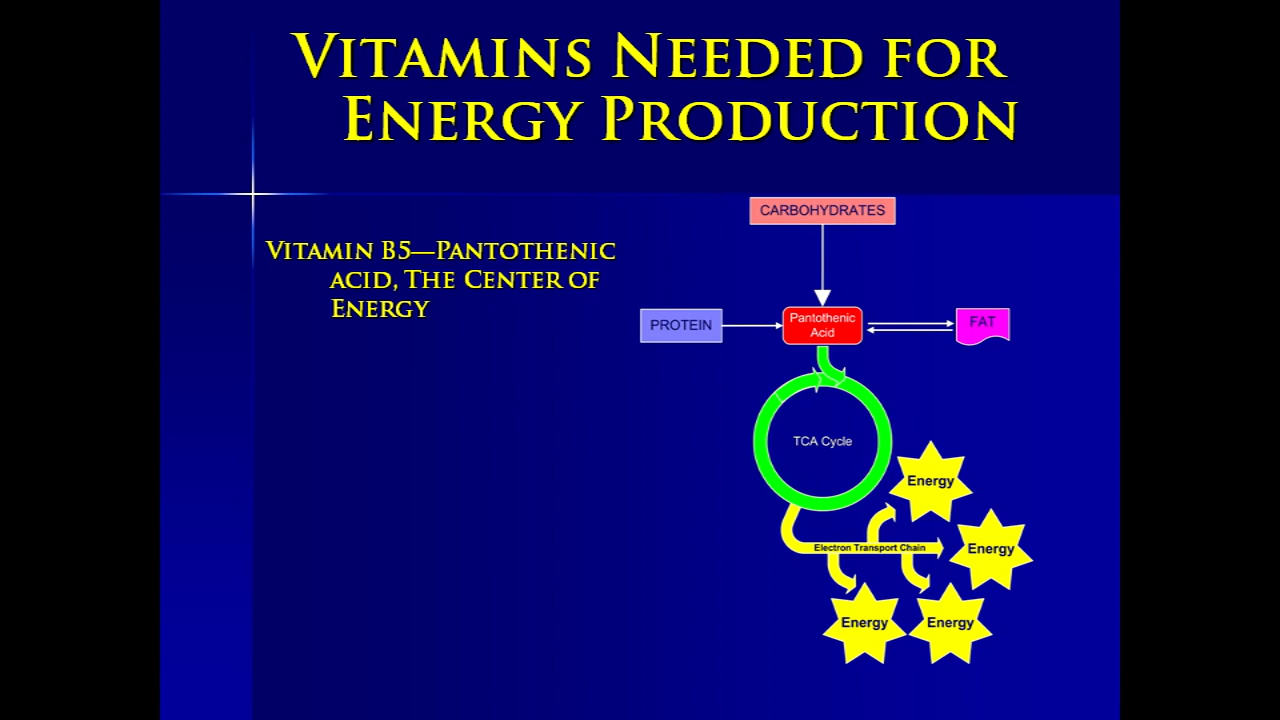 VITAMINS NEEDED FOR
ENERGY PRODUCTION
VITAMIN B5—PANTOTHENIC
ACID, THE CENTER OF
ENERGY
CARBOHYDRATES
PROTEIN
Pantothenic
Acid
FAT
TCA Cycle
Energy
Electron Transport Chain
Energy
Energy
Energy